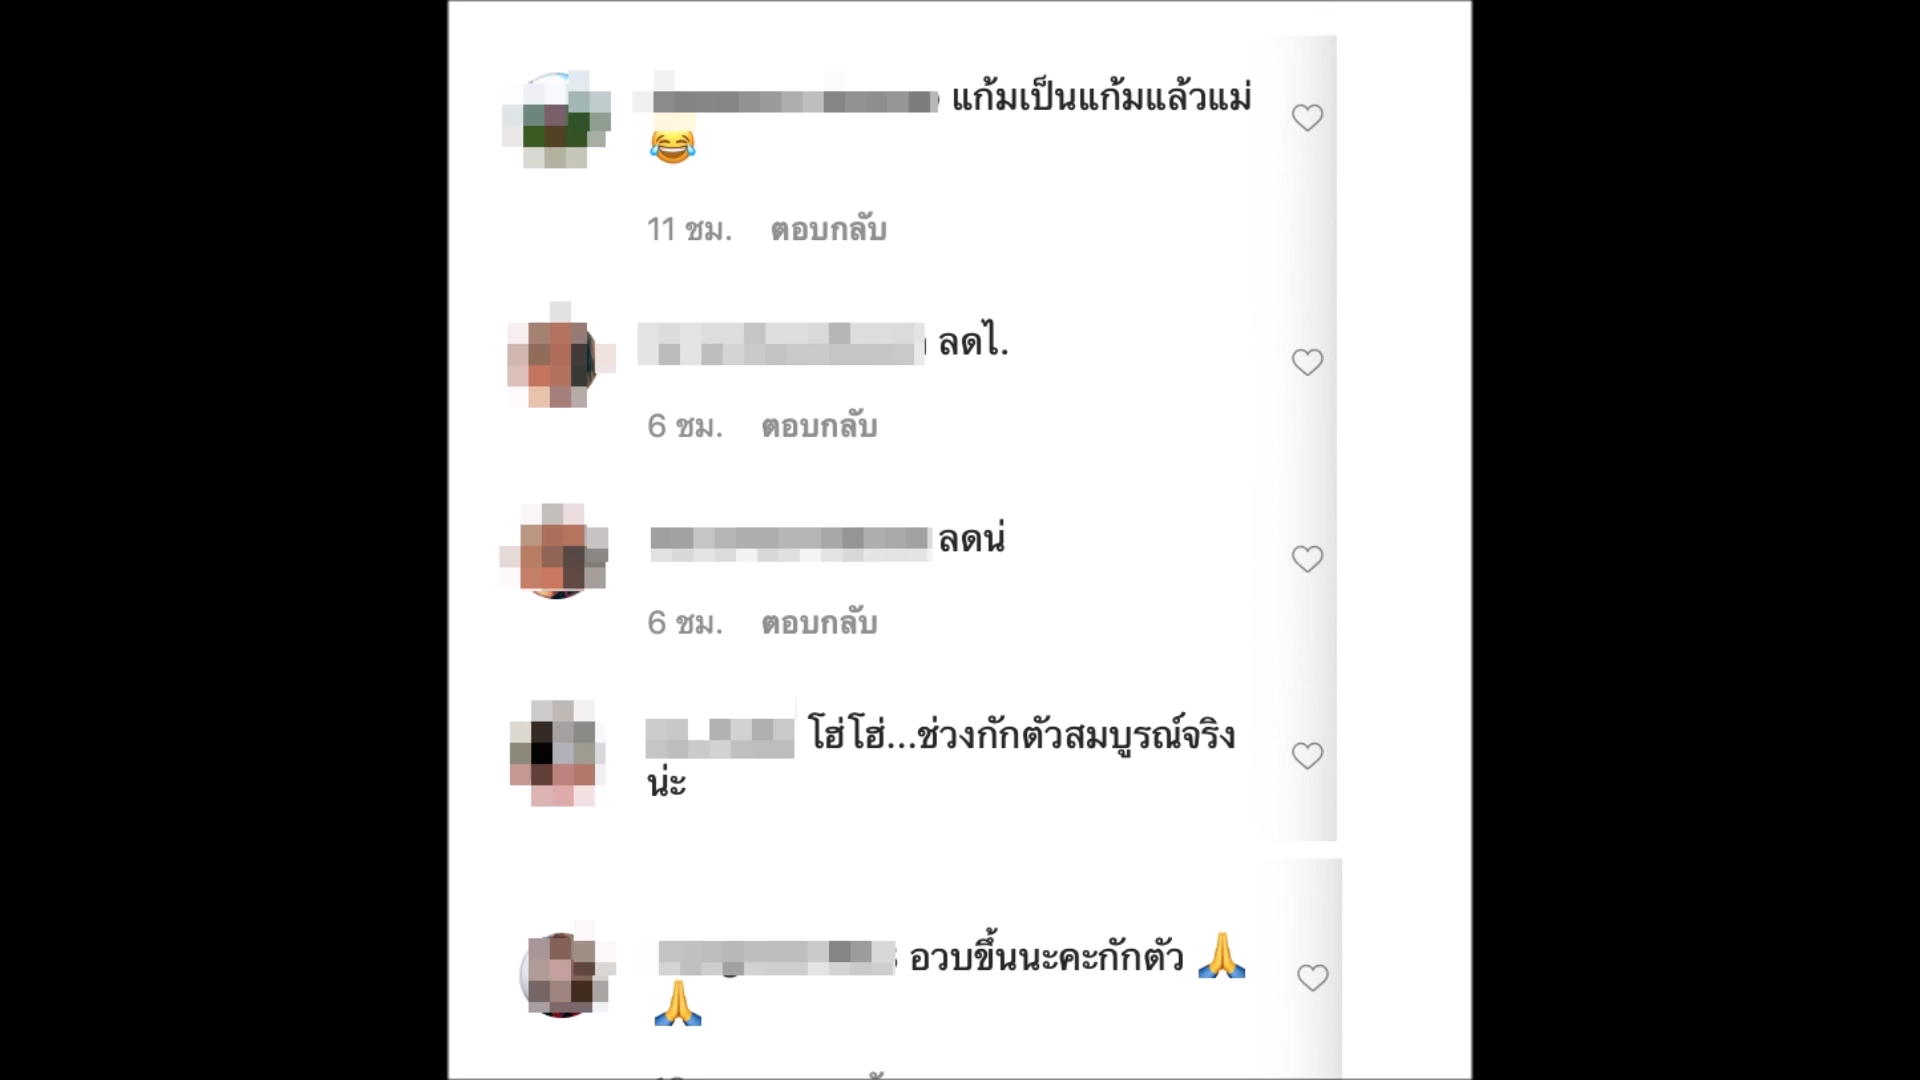 แก้มเป็นแก้มแล้วแม่
😂
11 ชม. ตอบกลับ
ลดไ.
6 ชม. ตอบกลับ
ลดน่
6 ชม. ตอบกลับ
โฮ่โฮ่...ช่วงกักตัวสมบูรณ์จริง
น่ะ
อวบขึ้นนะคะกักตัว 🙏
🙏